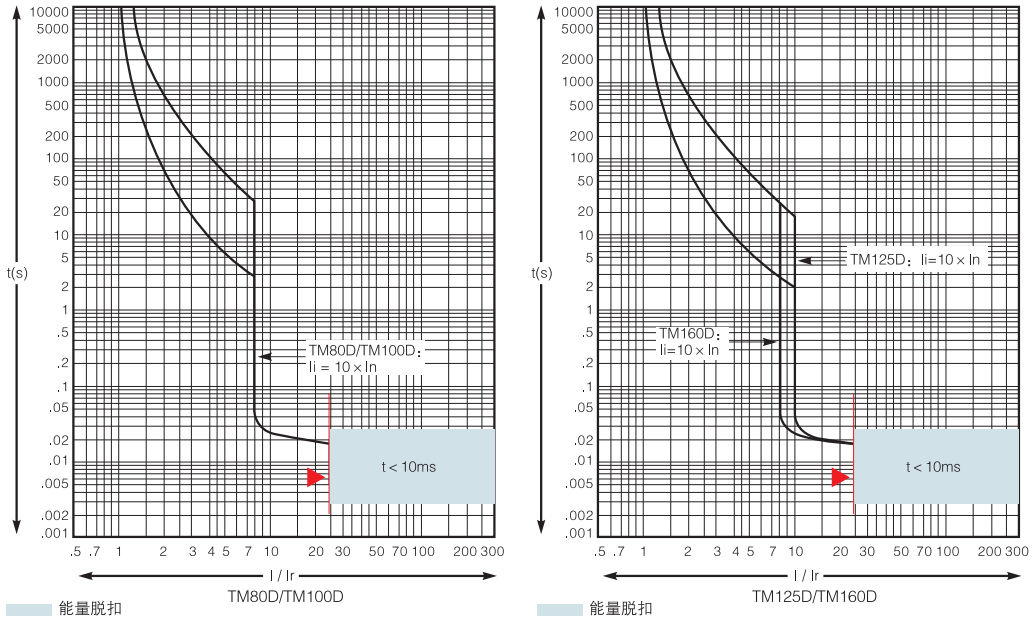 10000
5000
2000
1000
500
200
100
50
20
10
5
2
1
.5
.2
.1
.05
.02
.01
.005
.002
.001
t(s)
TM80D/TM100D：
Ii = 10 × In
t < 10ms
.5 .7 1 2 3 4 5 7 10 20 30 50 70 100 200 300
I / Ir
TM80D/TM100D
能量脱扣
10000
5000
2000
1000
500
200
100
50
20
10
5
2
1
.5
.2
.1
.05
.02
.01
.005
.002
.001
t(s)
TM125D：Ii=10 × In
TM160D：
Ii=10 × In
t < 10ms
.5 .7 1 2 3 4 5 7 10 20 30 50 70 100 200 300
I / Ir
TM125D/TM160D
能量脱扣